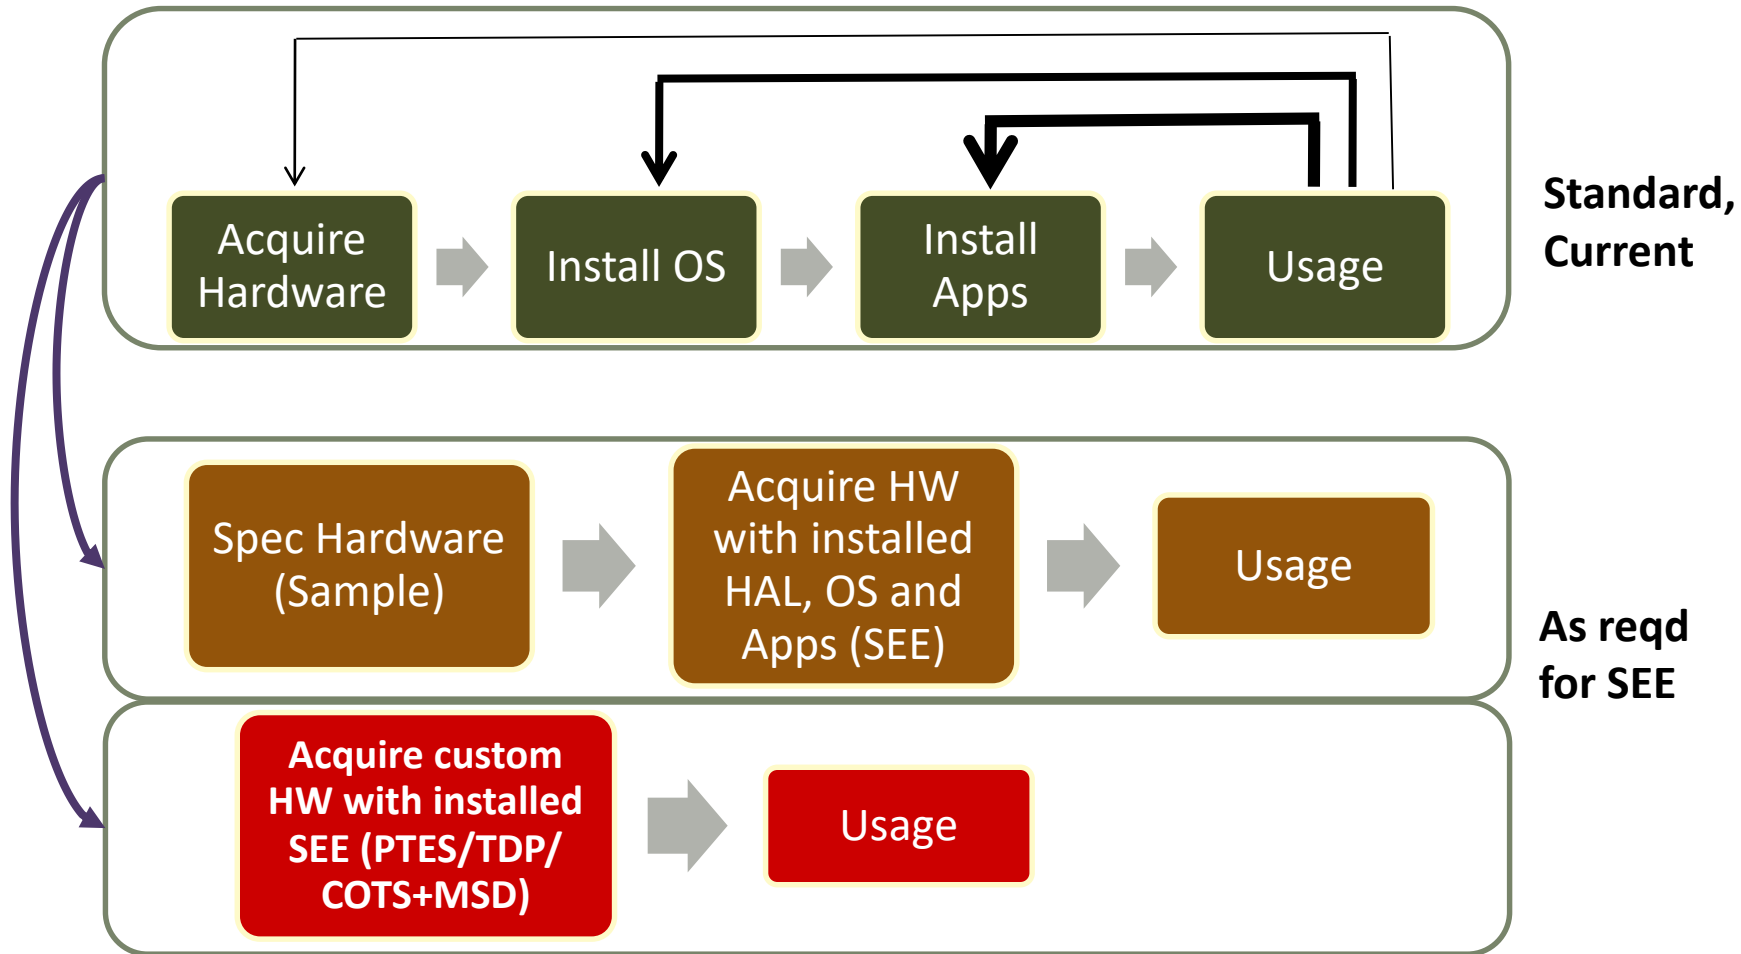 Acquire
Hardware
Install OS
Install
Apps
Usage
Standard,
Current
Spec Hardware
(Sample)
Acquire HW
with installed
HAL, OS and
Apps (SEE)
Usage
As reqd
for SEE
Acquire custom
HW with installed
SEE (PTES/TDP/
COTS+MSD)
Usage